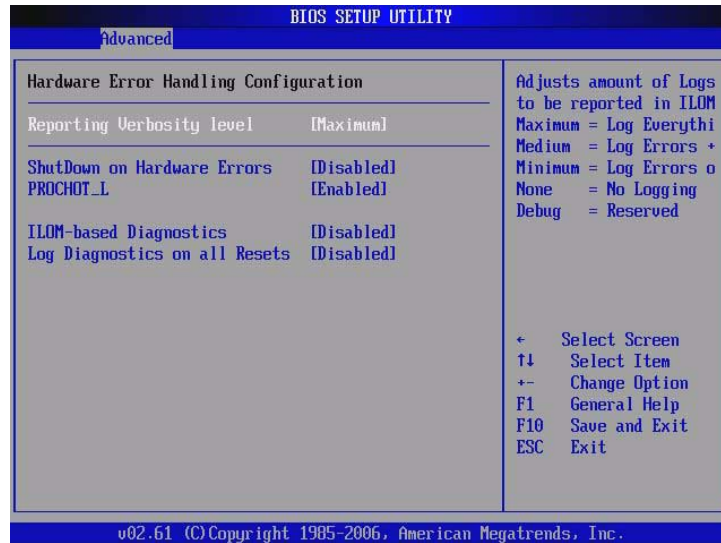 BIOS SETUP UTILITY
Advanced
Hardware Error Handling Configuration
Reporting Verbosity level [Maximum]
ShutDown on Hardware Errors [Disabled]
PROCHOT_L [Enabled]
ILOM-based Diagnostics [Disabled]
Log Diagnostics on all Resets [Disabled]
Adjusts amount of Logs
to be reported in ILOM
Maximum = Log Everythi
Medium = Log Errors +
Minimum = Log Errors o
None = No Logging
Debug = Reserved
← Select Screen
↑↓ Select Item
+- Change Option
F1 General Help
F10 Save and Exit
ESC Exit
v02.61 (C)Copyright 1985-2006, American Megatrends, Inc.